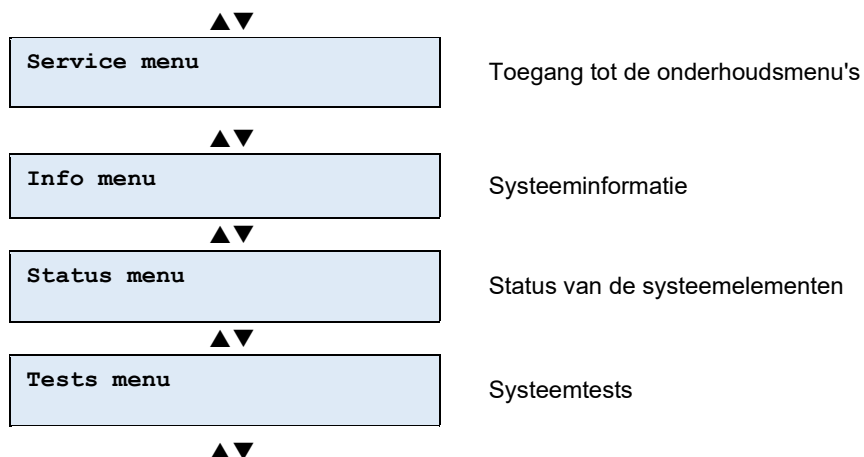 ▲▼
Service menu
Toegang tot de onderhoudsmenu's
▲▼
Info menu
Systeeminformatie
▲▼
Status menu
Status van de systeemelementen
▲▼
Tests menu
Systeemtests
▲▼